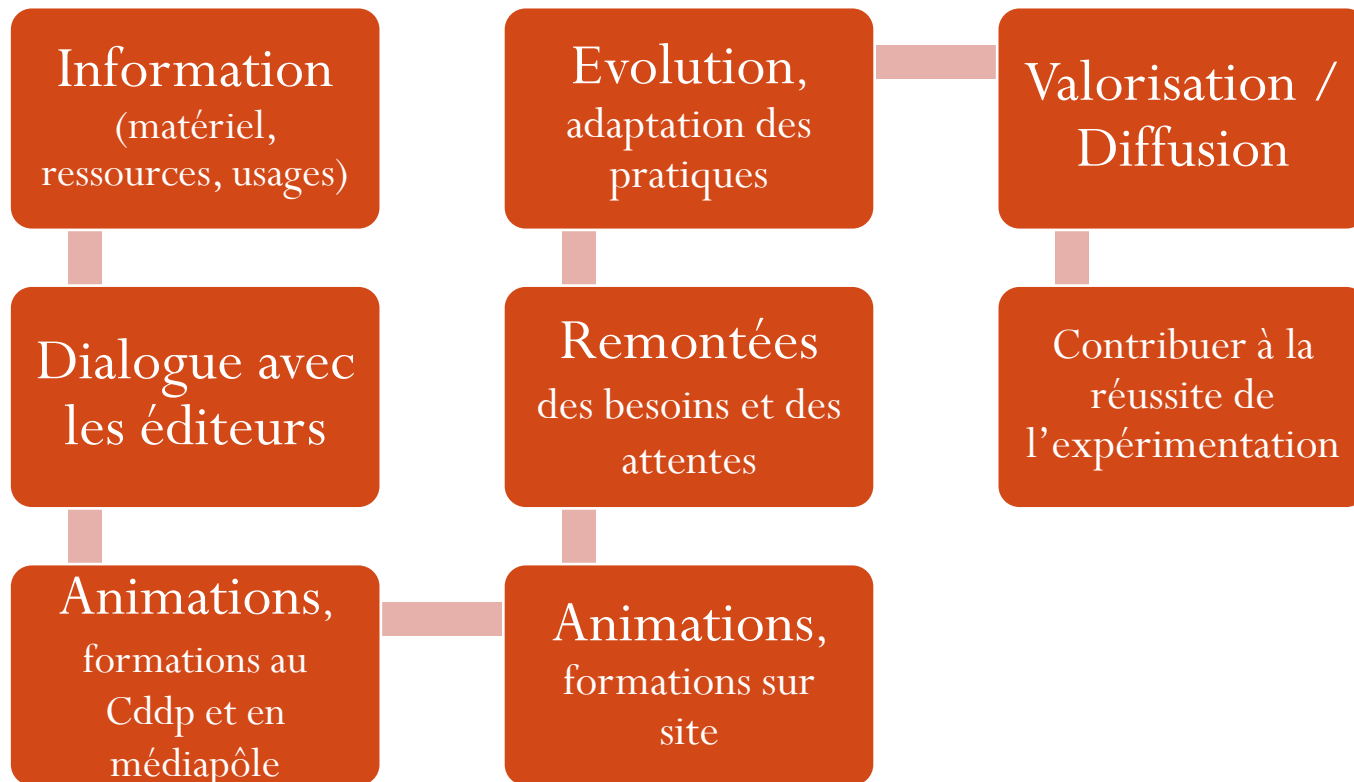 Information
(matériel,
ressources, usages)
Dialogue avec
les éditeurs
Animations,
formations au
Cddp et en
médiapôle
Animations,
formations sur
site
Remontées
des besoins et des
attentes
Evolution,
adaptation des
pratiques
Valorisation /
Diffusion
Contribuer à la
réussite de
l’expérimentation